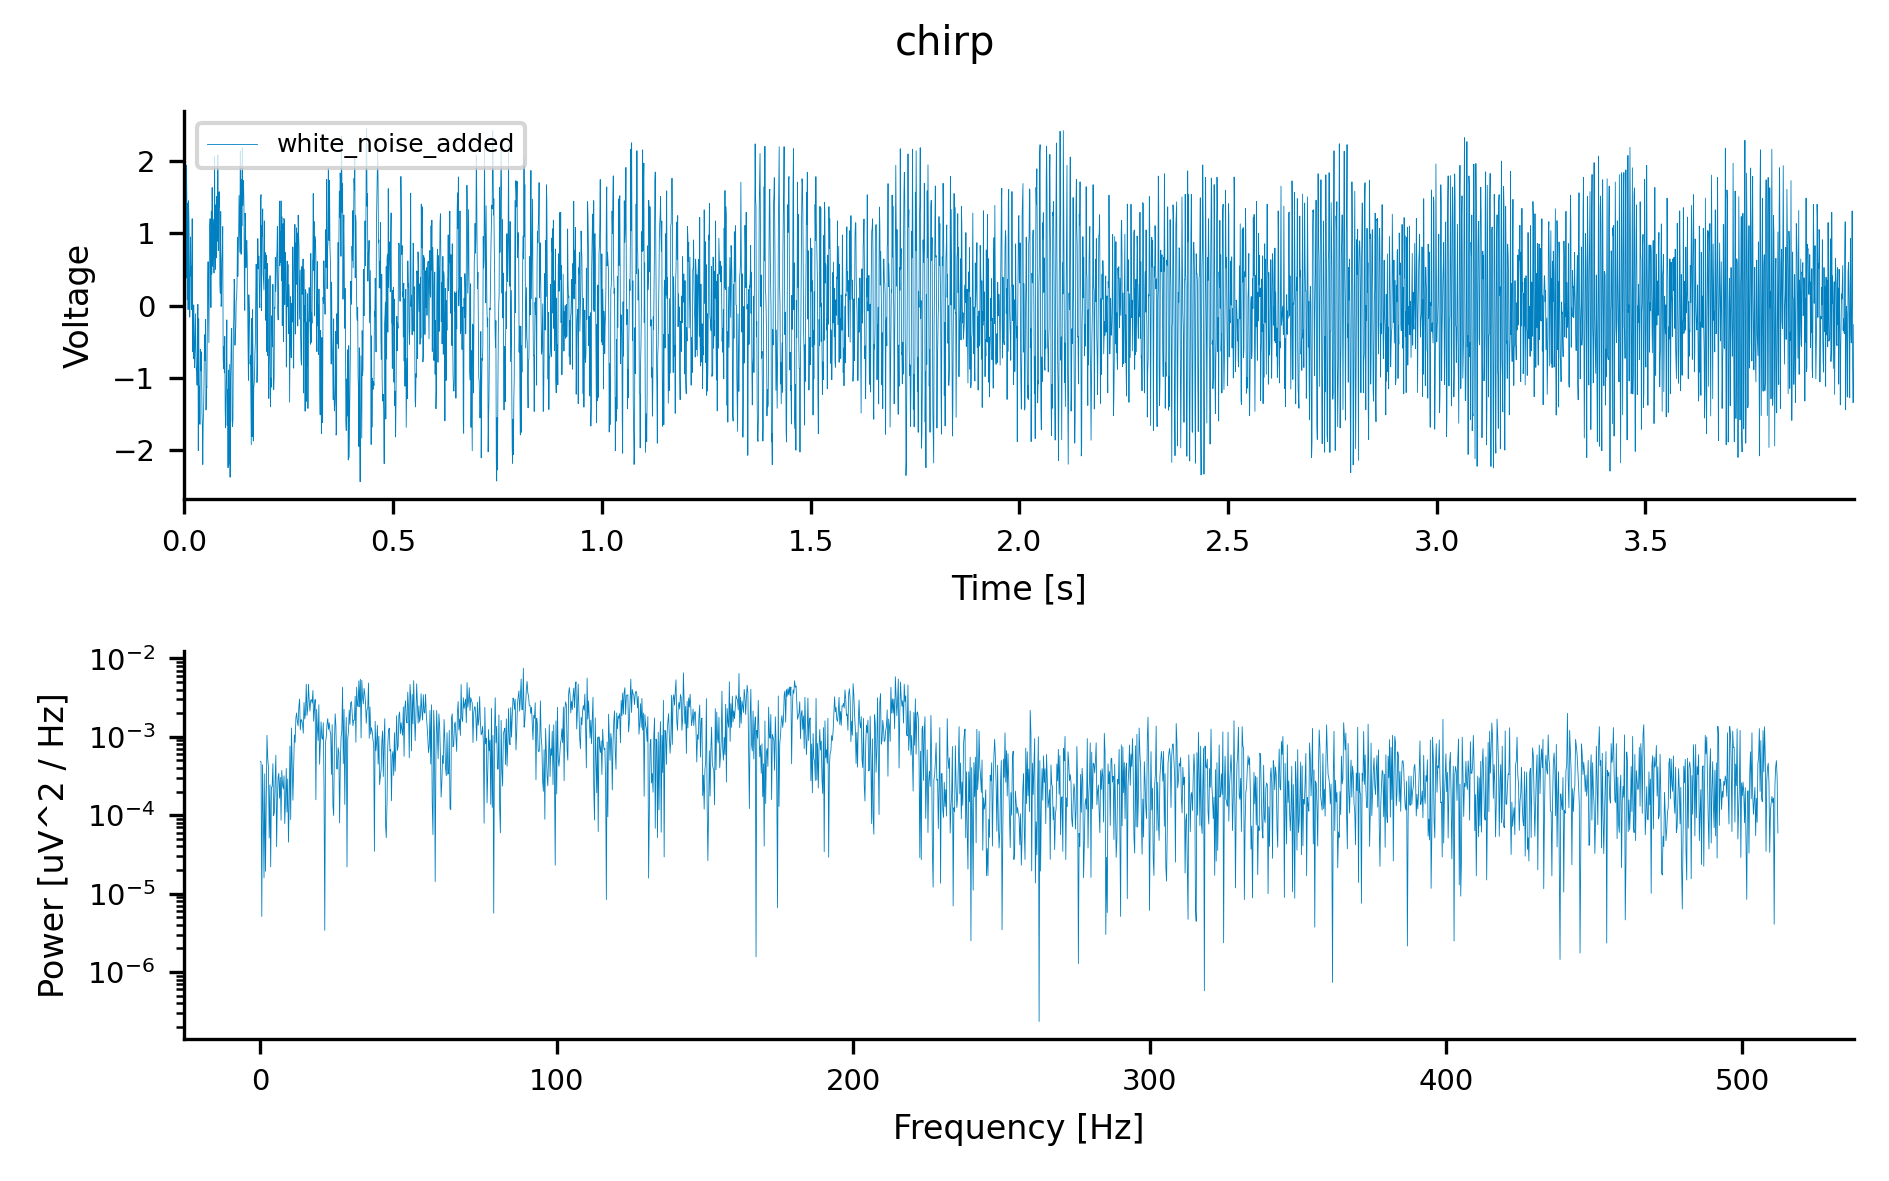 chirp
white_noise_added
Voltage
2
1
0
−1
−2
0.0 0.5 1.0 1.5 2.0 2.5 3.0 3.5
Time [s]
Power [uV^2 / Hz]
10⁻²
10⁻³
10⁻⁴
10⁻⁵
10⁻⁶
0 100 200 300 400 500
Frequency [Hz]